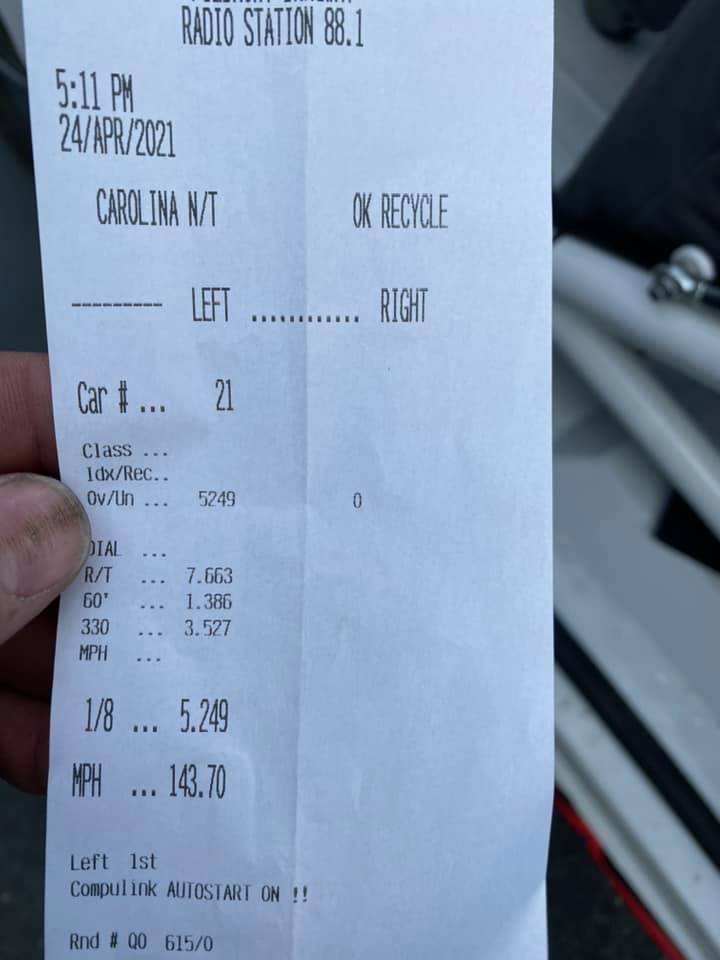 RADIO STATION 88.1
5:11 PM
24/APR/2021
CAROLINA N/T OK RECYCLE
--------- LEFT ............ RIGHT
Car # ... 21
Class ...
Idx/Rec..
Ov/Un ... 5249 0
DIAL ...
R/T ... 7.663
60' ... 1.386
330 ... 3.527
MPH ...
1/8 ... 5.249
MPH ... 143.70
Left 1st
Compulink AUTOSTART ON !!
Rnd # Q0 615/0